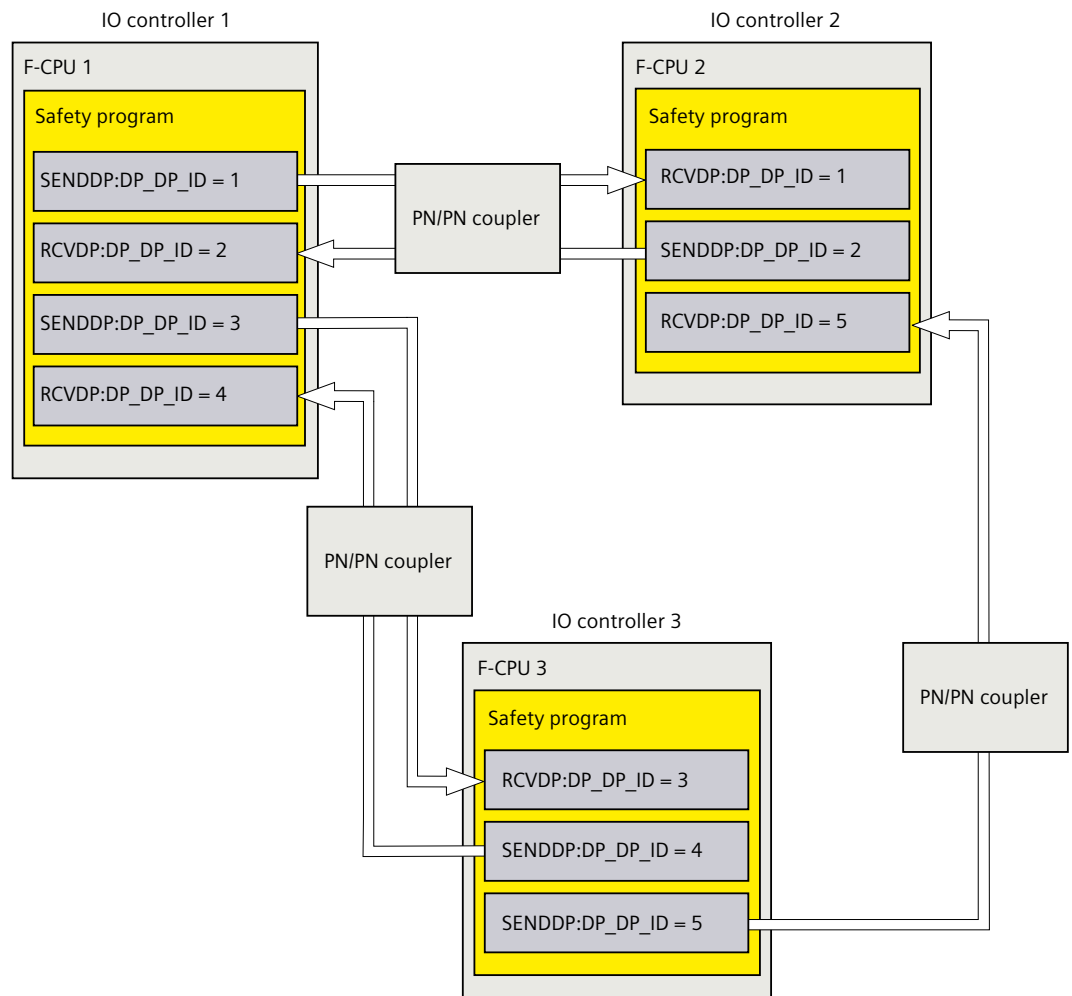 IO controller 1
F-CPU 1
Safety program
SENDDP:DP_DP_ID = 1
RCVDP:DP_DP_ID = 2
SENDDP:DP_DP_ID = 3
RCVDP:DP_DP_ID = 4
PN/PN coupler
IO controller 2
F-CPU 2
Safety program
RCVDP:DP_DP_ID = 1
SENDDP:DP_DP_ID = 2
RCVDP:DP_DP_ID = 5
PN/PN coupler
IO controller 3
F-CPU 3
Safety program
RCVDP:DP_DP_ID = 3
SENDDP:DP_DP_ID = 4
SENDDP:DP_DP_ID = 5
PN/PN coupler